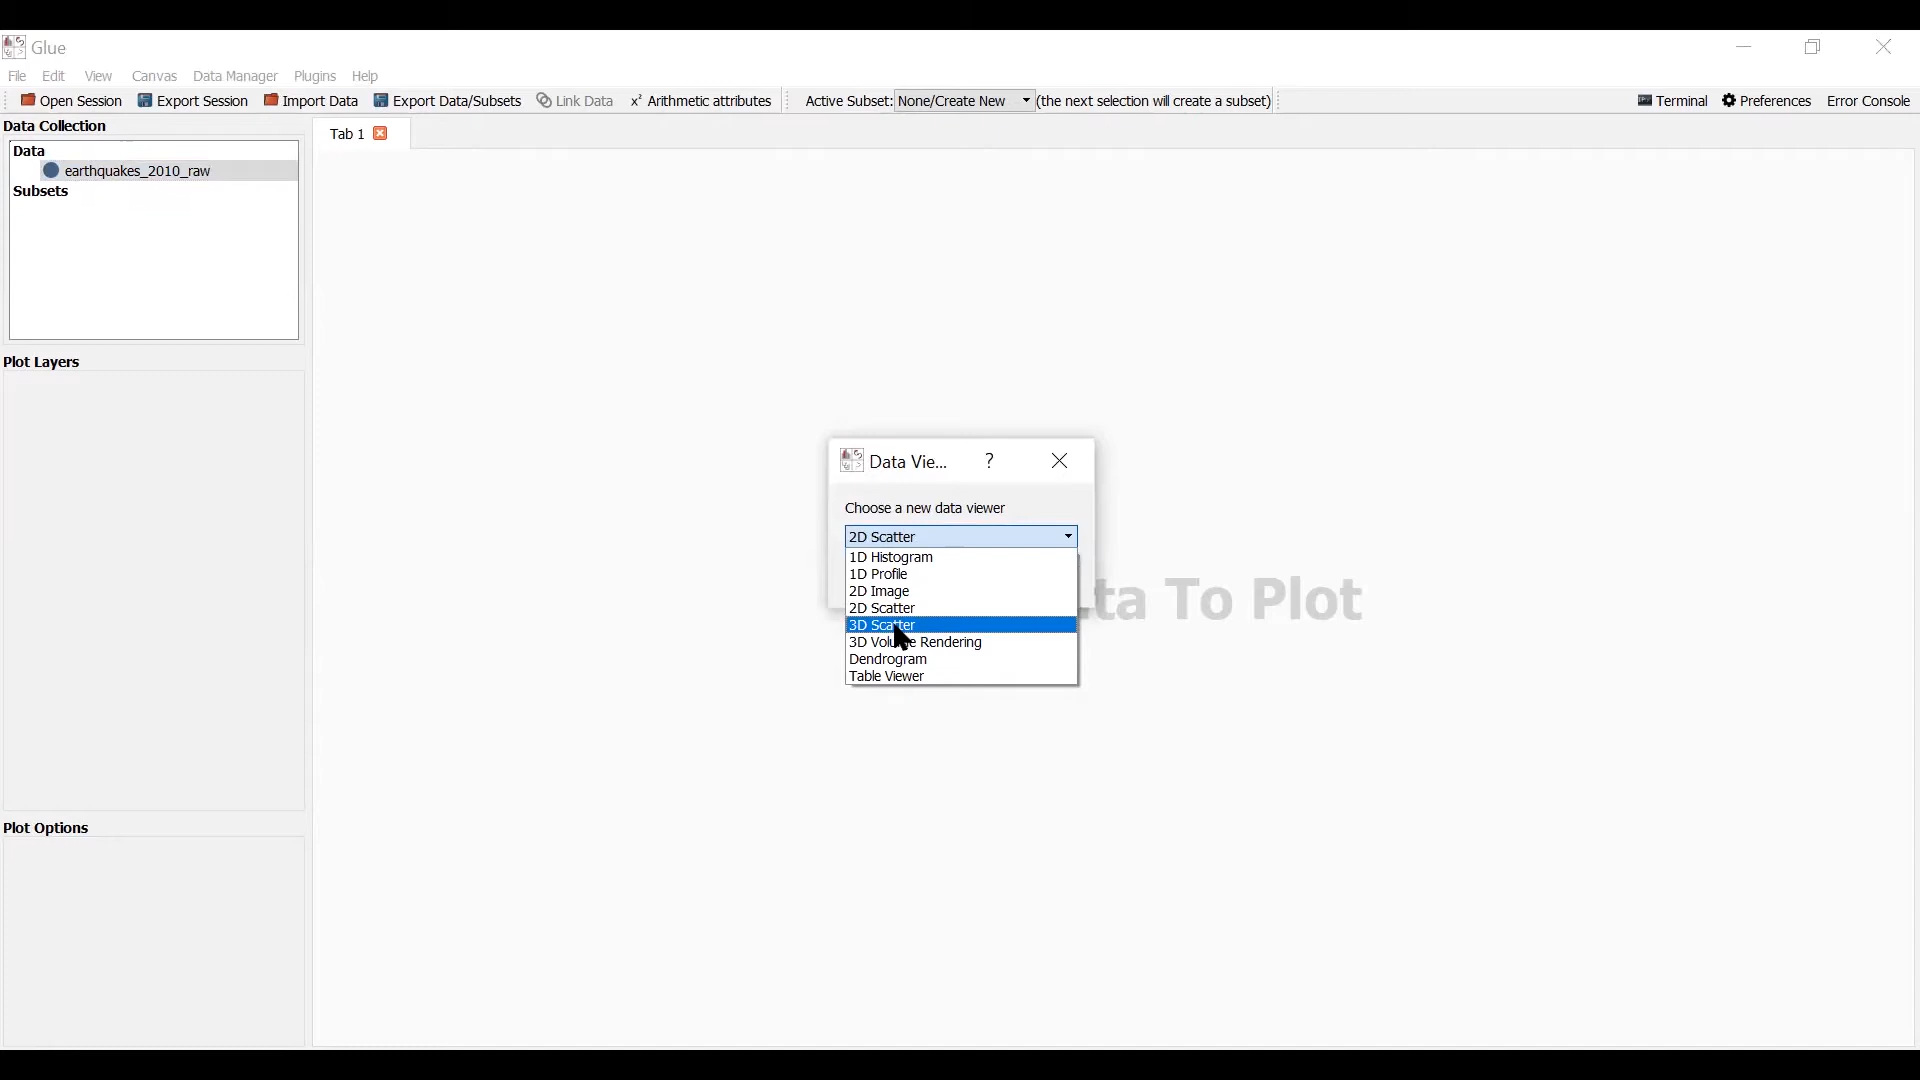 Glue
File Edit View Canvas Data Manager Plugins Help
Open Session Export Session Import Data Export Data/Subsets Link Data x² Arithmetic attributes Active Subset: None/Create New (the next selection will create a subset) Terminal Preferences Error Console
Data Collection
Tab 1
Data
earthquakes_2010_raw
Subsets
Plot Layers
Data Vie... ?
Choose a new data viewer
2D Scatter
1D Histogram
1D Profile
2D Image
2D Scatter
3D Scatter
To Plot
Rendering
3D
Dendrogram
Table Viewer
Plot Options